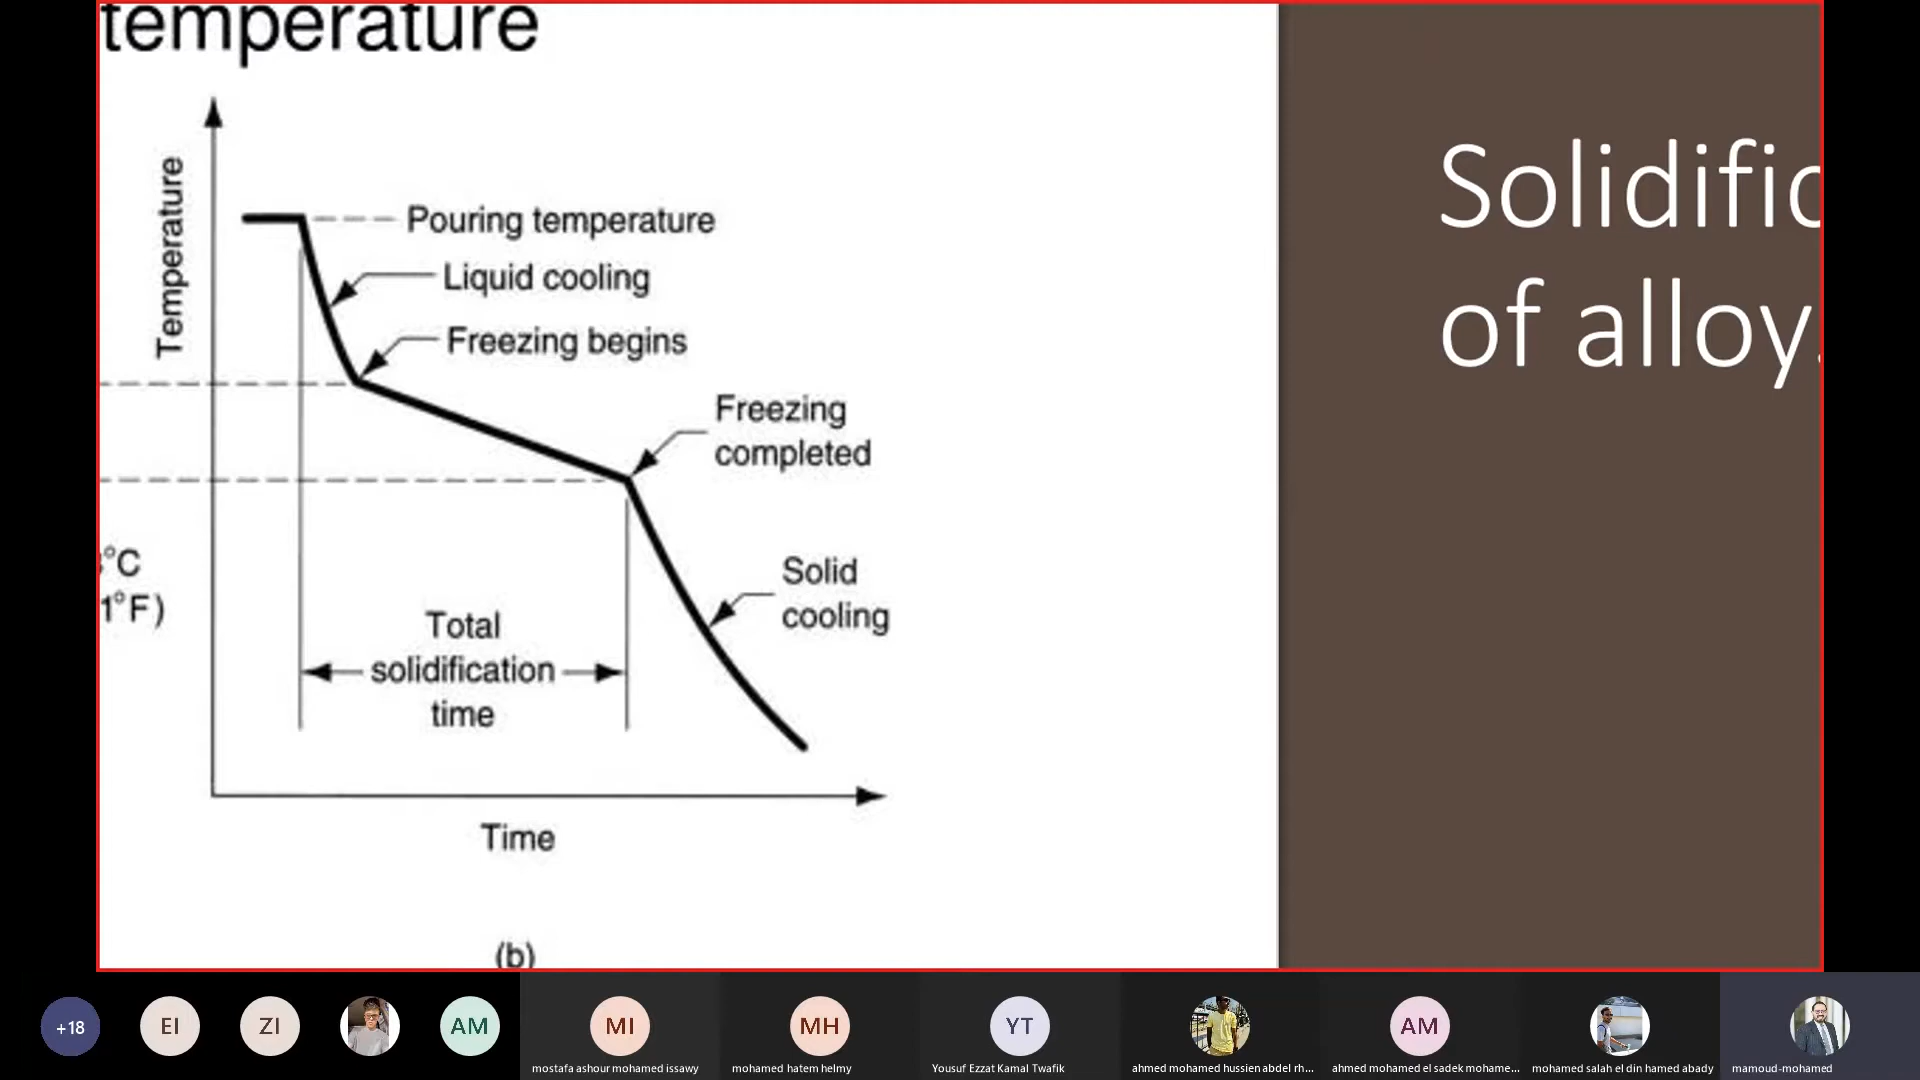 temperature
Temperature
Pouring temperature
Liquid cooling
Freezing begins
Freezing
completed
°C
1°F)
Solid
cooling
Total
solidification
time
Time
(b)
Solidific
of alloy
+18
EI
ZI
AM
MI
mostafa ashour mohamed issawy
MH
mohamed hatem helmy
YT
Yousuf Ezzat Kamal Twafik
ahmed mohamed hussien abdel rh...
AM
ahmed mohamed el sadek mohame...
mohamed salah el din hamed abady
mamoud-mohamed